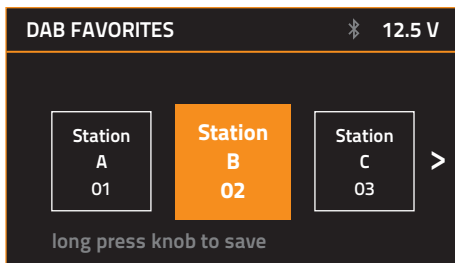 DAB FAVORITES 12.5 V
Station
A
01
Station
B
02
Station
C
03
>
long press knob to save